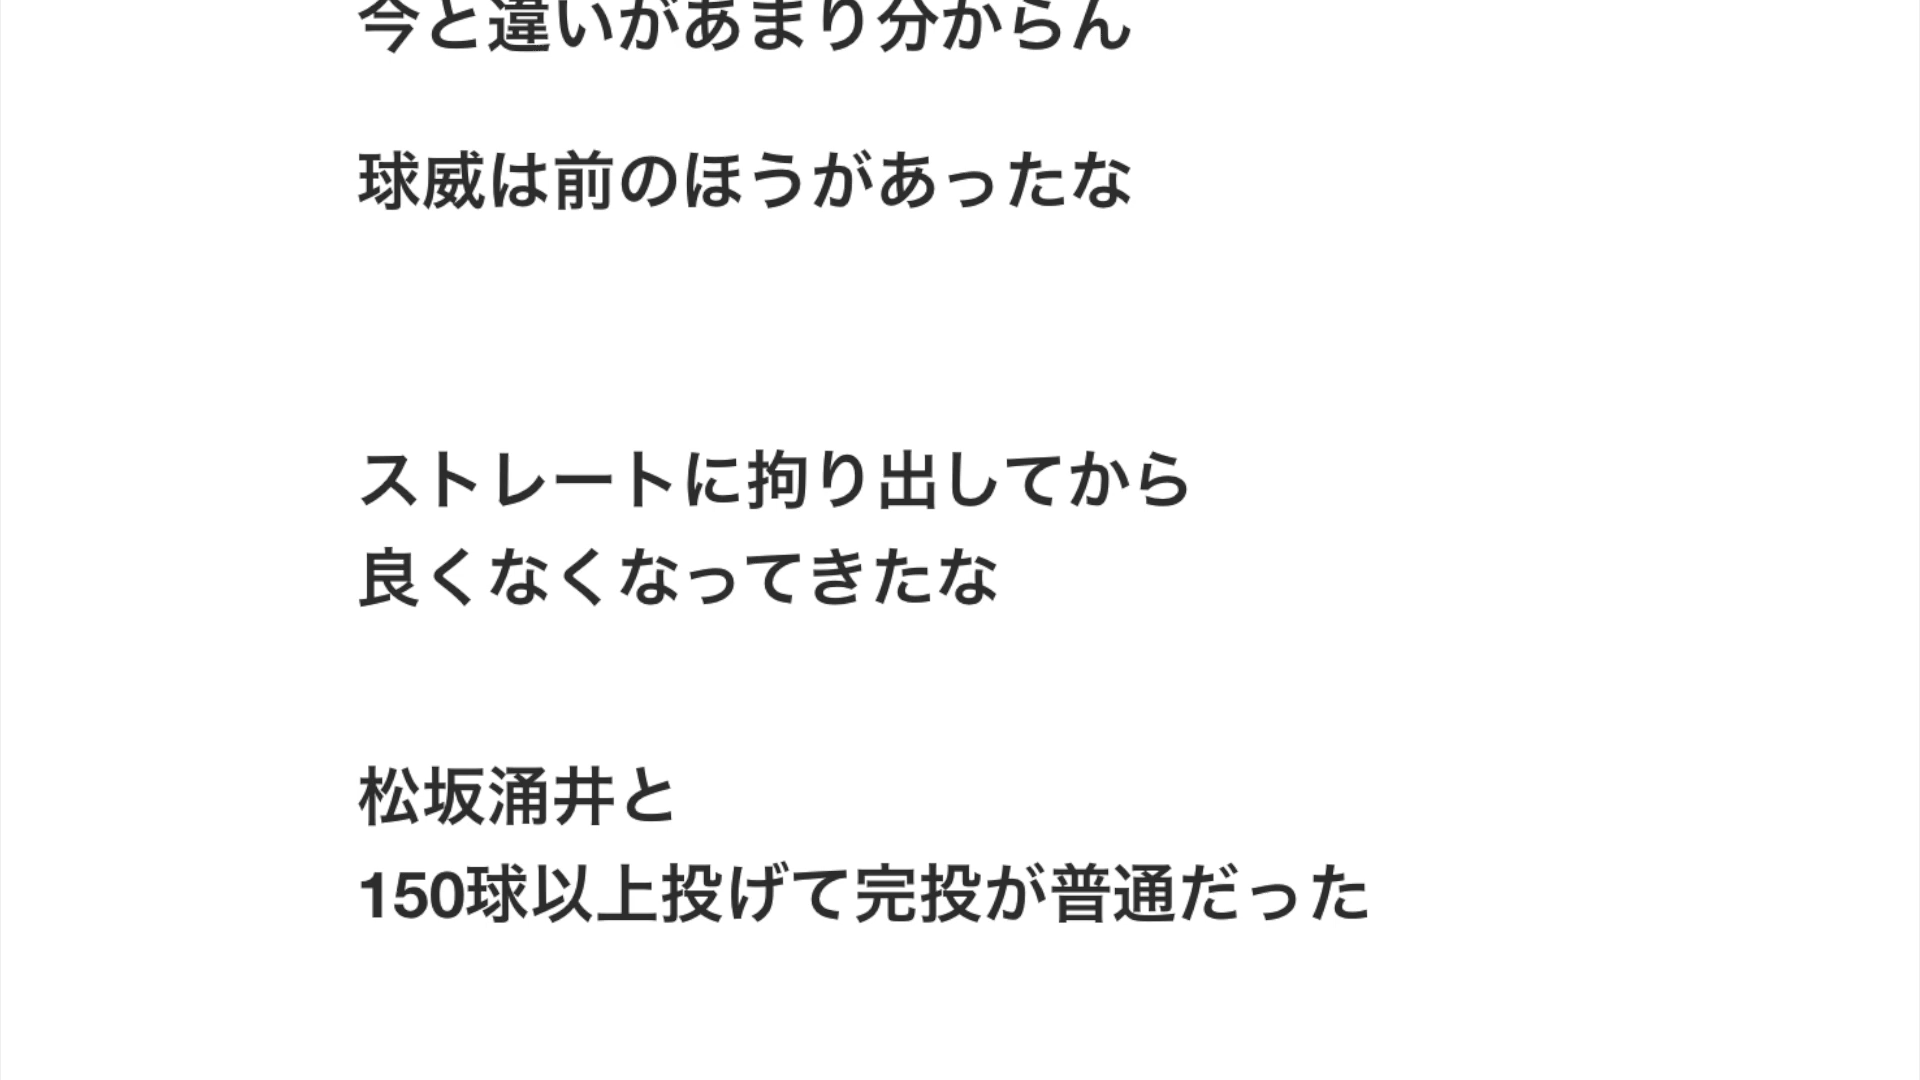 今と違いがあまり分からん
球威は前のほうがあったな
ストレートに拘り出してから
良くなくなってきたな
松坂涌井と
150球以上投げて完投が普通だった